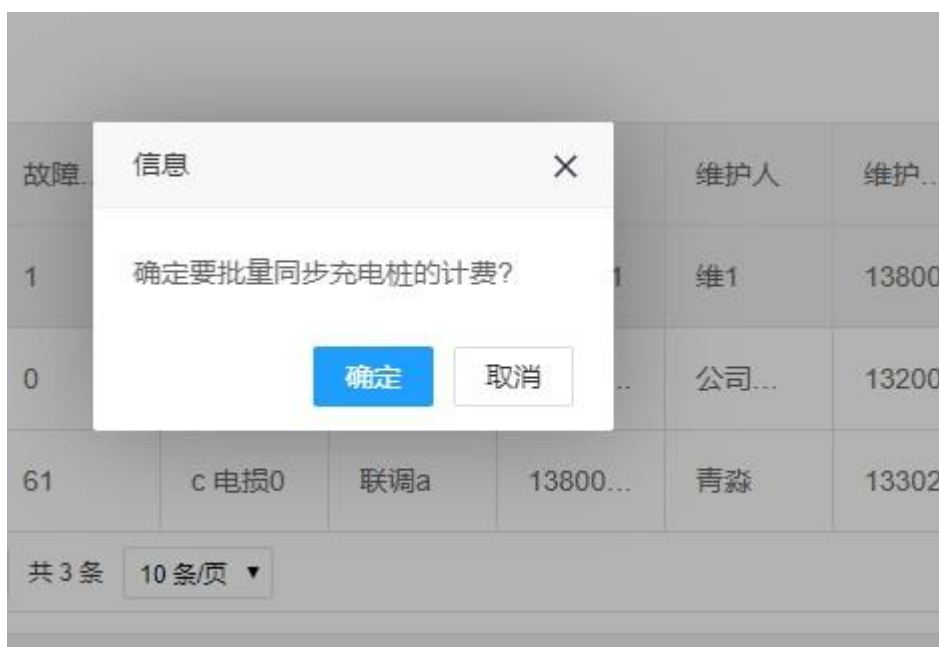 故障..
信息
维护人
维护...
1
确定要批量同步充电桩的计费?
1
维1
13800
0
确定
取消
..
公司...
13200
61
c 电损0
联调a
13800...
青淼
13302
共 3 条
10 条/页